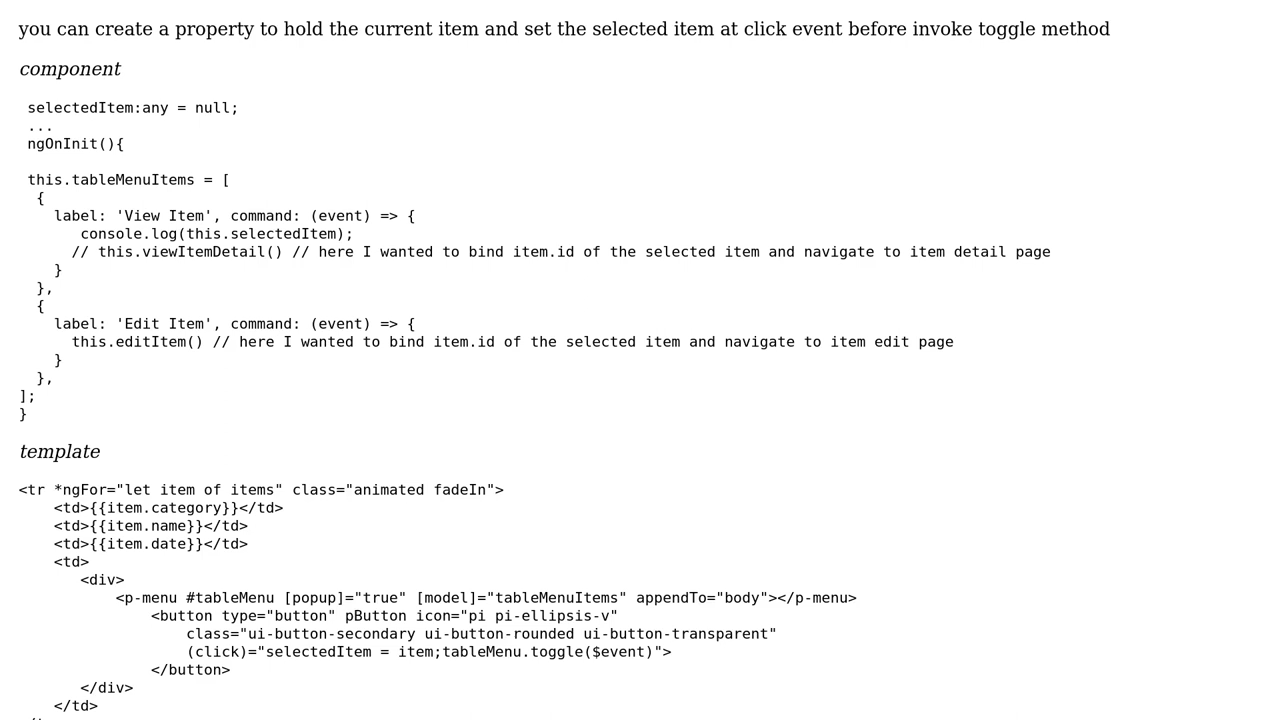 you can create a property to hold the current item and set the selected item at click event before invoke toggle method
component
selectedItem:any = null;
...
ngOnInit(){
this.tableMenuItems = [
{
label: 'View Item', command: (event) => {
console.log(this.selectedItem);
// this.viewItemDetail() // here I wanted to bind item.id of the selected item and navigate to item detail page
}
},
{
label: 'Edit Item', command: (event) => {
this.editItem() // here I wanted to bind item.id of the selected item and navigate to item edit page
}
},
];
}
template
<tr *ngFor="let item of items" class="animated fadeIn">
<td>{{item.category}}</td>
<td>{{item.name}}</td>
<td>{{item.date}}</td>
<td>
<div>
<p-menu #tableMenu [popup]="true" [model]="tableMenuItems" appendTo="body"></p-menu>
<button type="button" pButton icon="pi pi-ellipsis-v"
class="ui-button-secondary ui-button-rounded ui-button-transparent"
(click)="selectedItem = item;tableMenu.toggle($event)">
</button>
</div>
</td>